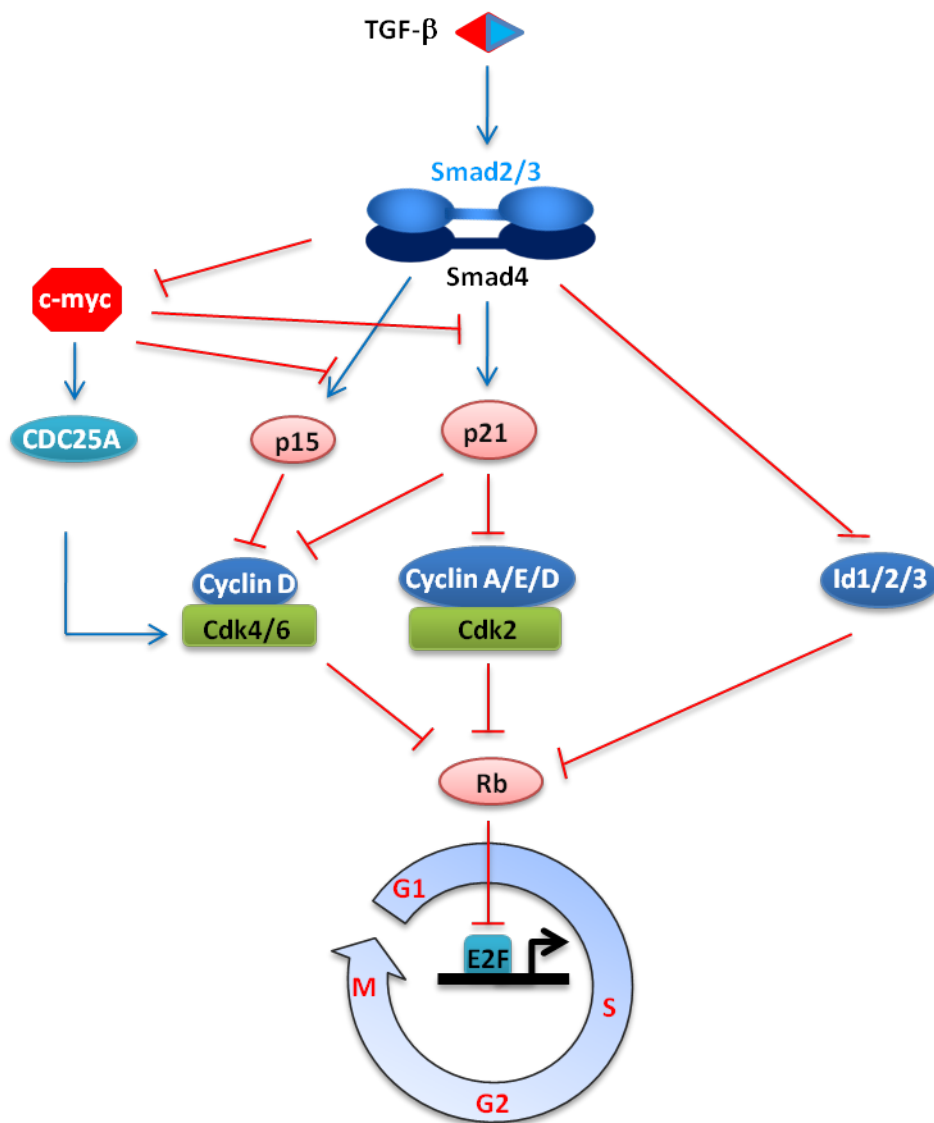 TGF-β
Smad2/3
Smad4
c-myc
CDC25A
p15
p21
Cyclin D
Cdk4/6
Cyclin A/E/D
Cdk2
Id1/2/3
Rb
G1
E2F
M
S
G2